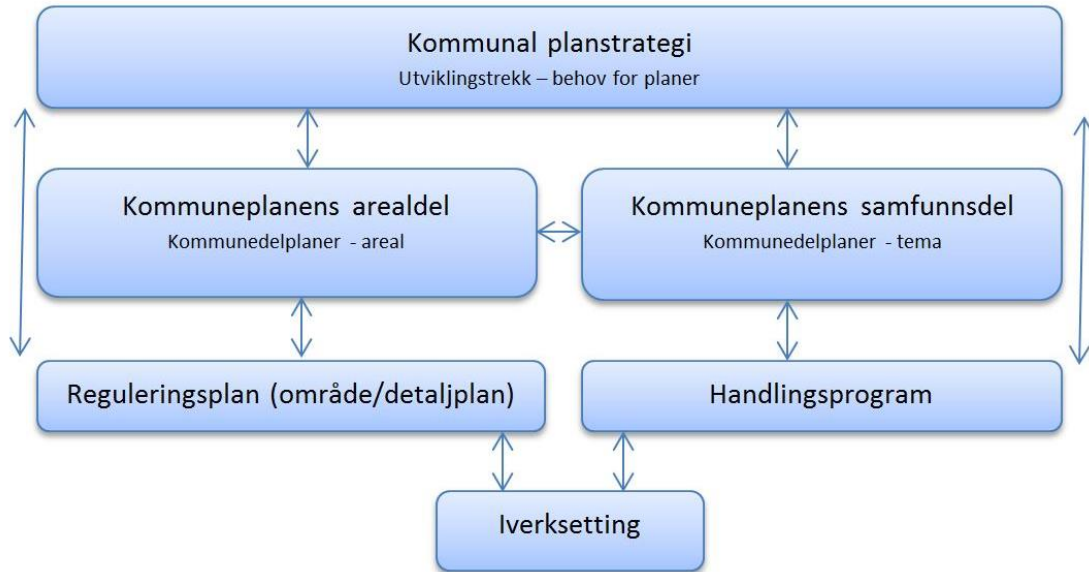 Kommunal planstrategi
Utviklingstrekk – behov for planer
Kommuneplanens arealdel
Kommunedelplaner - areal
Kommuneplanens samfunnsdel
Kommunedelplaner - tema
Reguleringsplan (område/detaljplan)
Handlingsprogram
Iverksetting